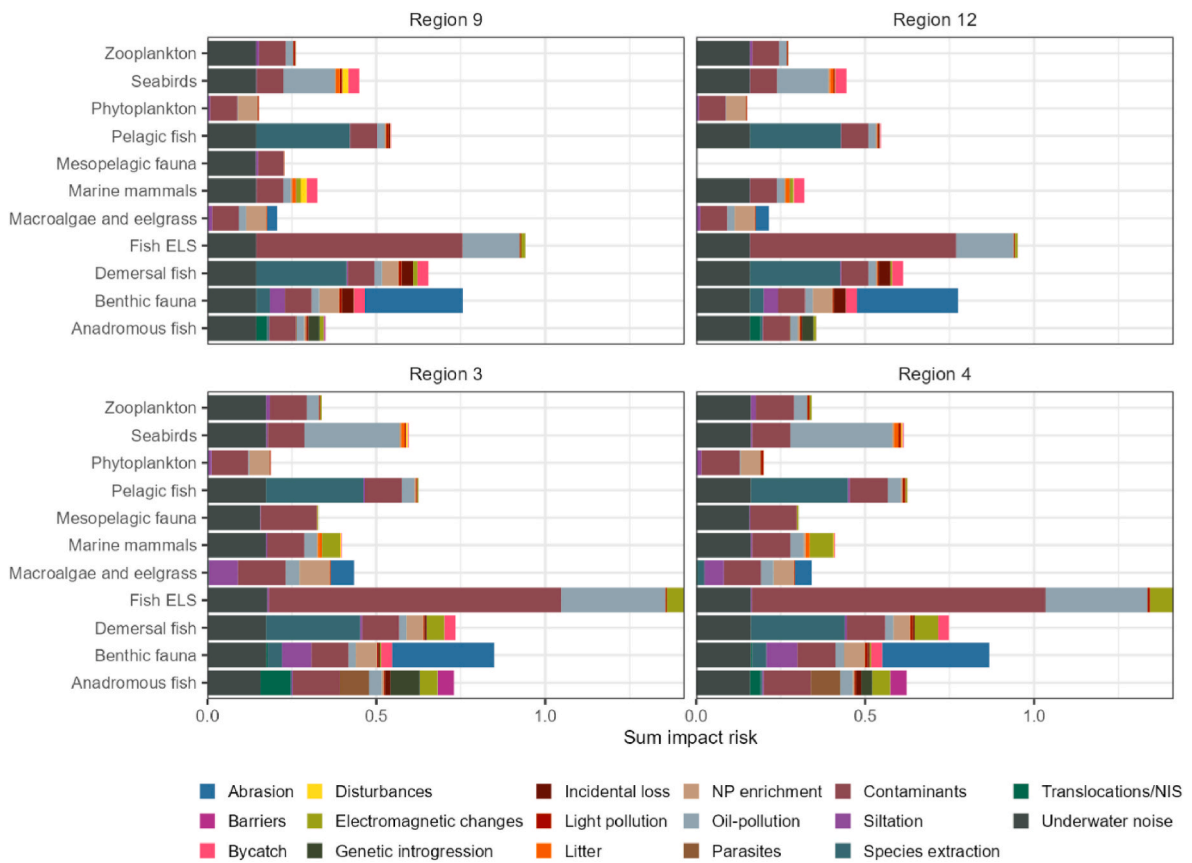 Region 9
Region 12
Zooplankton
Seabirds
Phytoplankton
Pelagic fish
Mesopelagic fauna
Marine mammals
Macroalgae and eelgrass
Fish ELS
Demersal fish
Benthic fauna
Anadromous fish
Region 3
Region 4
Zooplankton
Seabirds
Phytoplankton
Pelagic fish
Mesopelagic fauna
Marine mammals
Macroalgae and eelgrass
Fish ELS
Demersal fish
Benthic fauna
Anadromous fish
0.0 0.5 1.0 0.0 0.5 1.0
Sum impact risk
Abrasion Disturbances Incidental loss NP enrichment Contaminants Translocations/NIS
Barriers Electromagnetic changes Light pollution Oil-pollution Siltation Underwater noise
Bycatch Genetic introgression Litter Parasites Species extraction